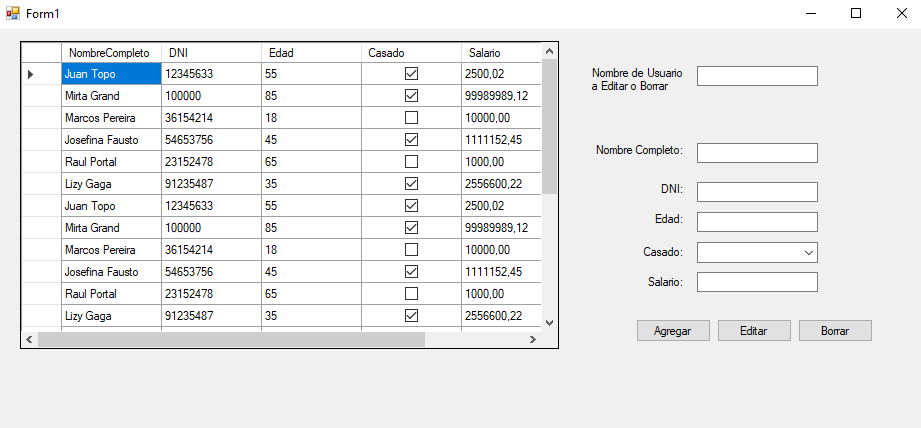 Form1
NombreCompleto DNI Edad Casado Salario
Juan Topo 12345633 55 2500,02
Mirta Grand 100000 85 99989989,12
Marcos Pereira 36154214 18 10000,00
Josefina Fausto 54653756 45 1111152,45
Raul Portal 23152478 65 1000,00
Lizy Gaga 91235487 35 2556600,22
Juan Topo 12345633 55 2500,02
Mirta Grand 100000 85 99989989,12
Marcos Pereira 36154214 18 10000,00
Josefina Fausto 54653756 45 1111152,45
Raul Portal 23152478 65 1000,00
Lizy Gaga 91235487 35 2556600,22
Nombre de Usuario
a Editar o Borrar
Nombre Completo:
DNI:
Edad:
Casado:
Salario:
Agregar Editar Borrar